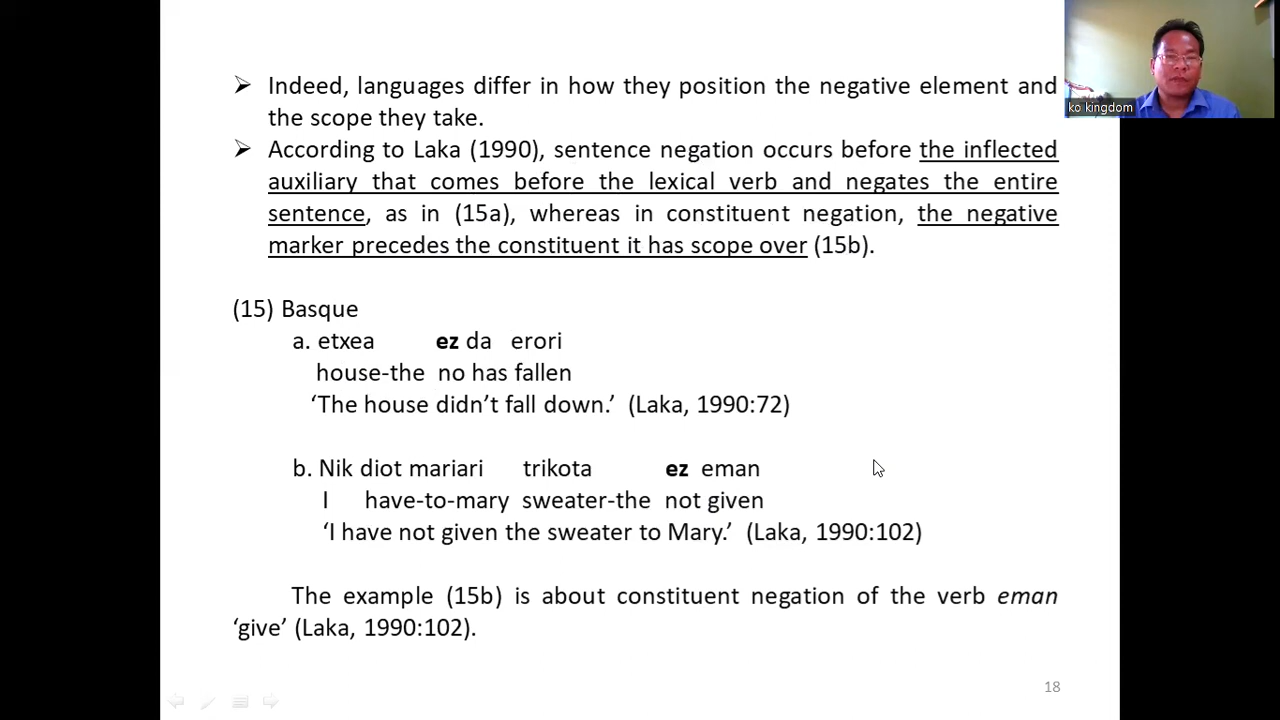 Indeed, languages differ in how they position the negative element and
the scope they take.
According to Laka (1990), sentence negation occurs before the inflected
auxiliary that comes before the lexical verb and negates the entire
sentence, as in (15a), whereas in constituent negation, the negative
marker precedes the constituent it has scope over (15b).
(15) Basque
a. etxea ez da erori
house-the no has fallen
‘The house didn’t fall down.’ (Laka, 1990:72)
b. Nik diot mariari trikota ez eman
I have-to-mary sweater-the not given
‘I have not given the sweater to Mary.’ (Laka, 1990:102)
The example (15b) is about constituent negation of the verb eman
‘give’ (Laka, 1990:102).
18
ko kingdom